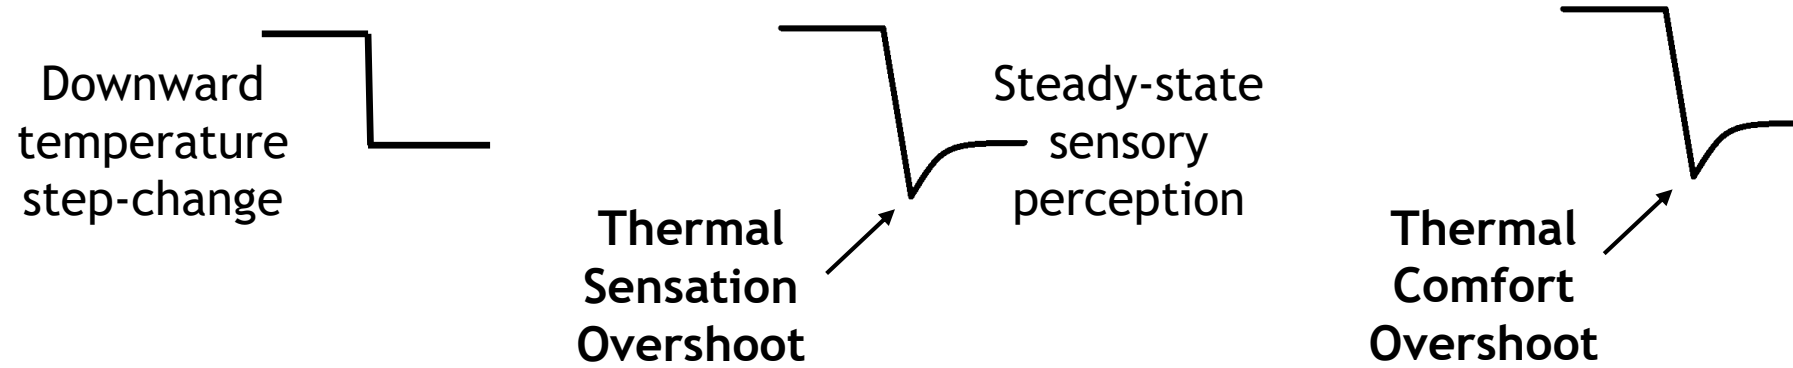 Downward
temperature
step-change
Thermal
Sensation
Overshoot
Steady-state
sensory
perception
Thermal
Comfort
Overshoot